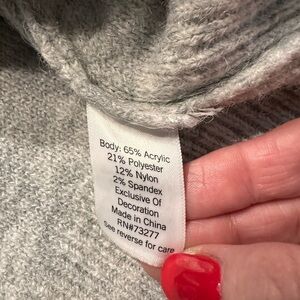 Body: 65% Acrylic
21% Polyester
12% Nylon
2% Spandex
Exclusive Of
Decoration
Made in China
RN#73277
See reverse for care